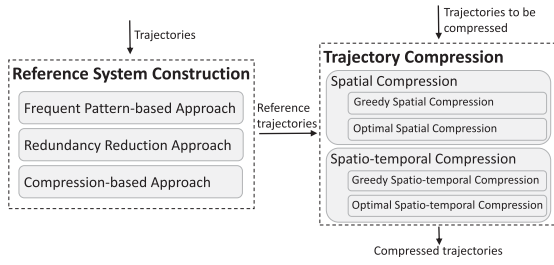 Trajectories
Reference System Construction
Frequent Pattern-based Approach
Redundancy Reduction Approach
Compression-based Approach
Reference
trajectories
Trajectories to be
compressed
Trajectory Compression
Spatial Compression
Greedy Spatial Compression
Optimal Spatial Compression
Spatio-temporal Compression
Greedy Spatio-temporal Compression
Optimal Spatio-temporal Compression
Compressed trajectories